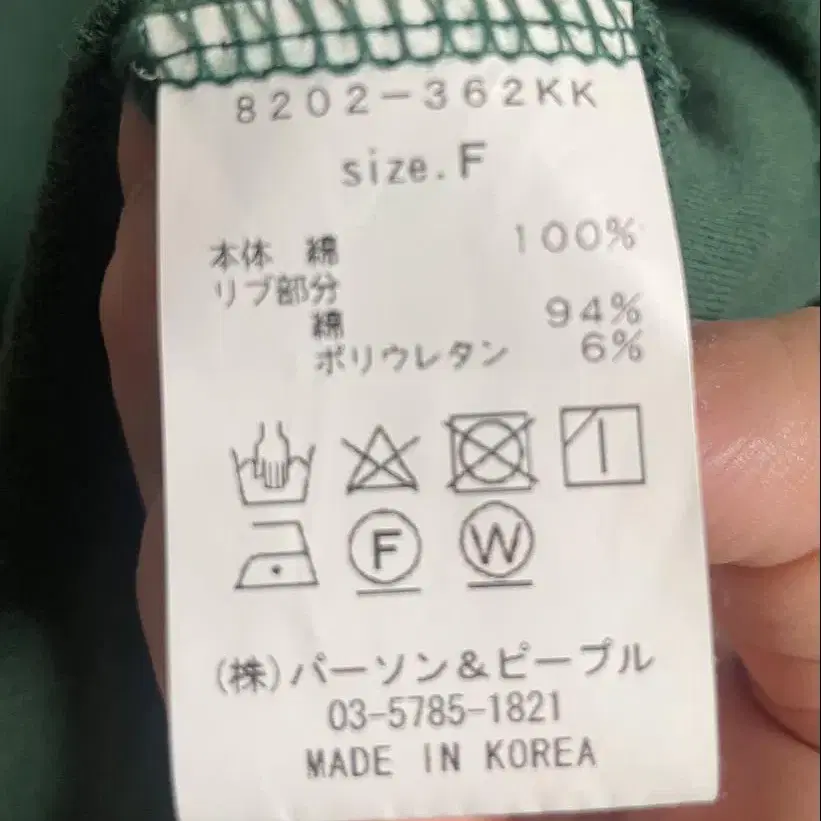 8202-362KK
size.F
本体 綿 100%
リブ部分
綿 94%
ポリウレタン 6%
F W
(株)パーソン&ピープル
03-5785-1821
MADE IN KOREA